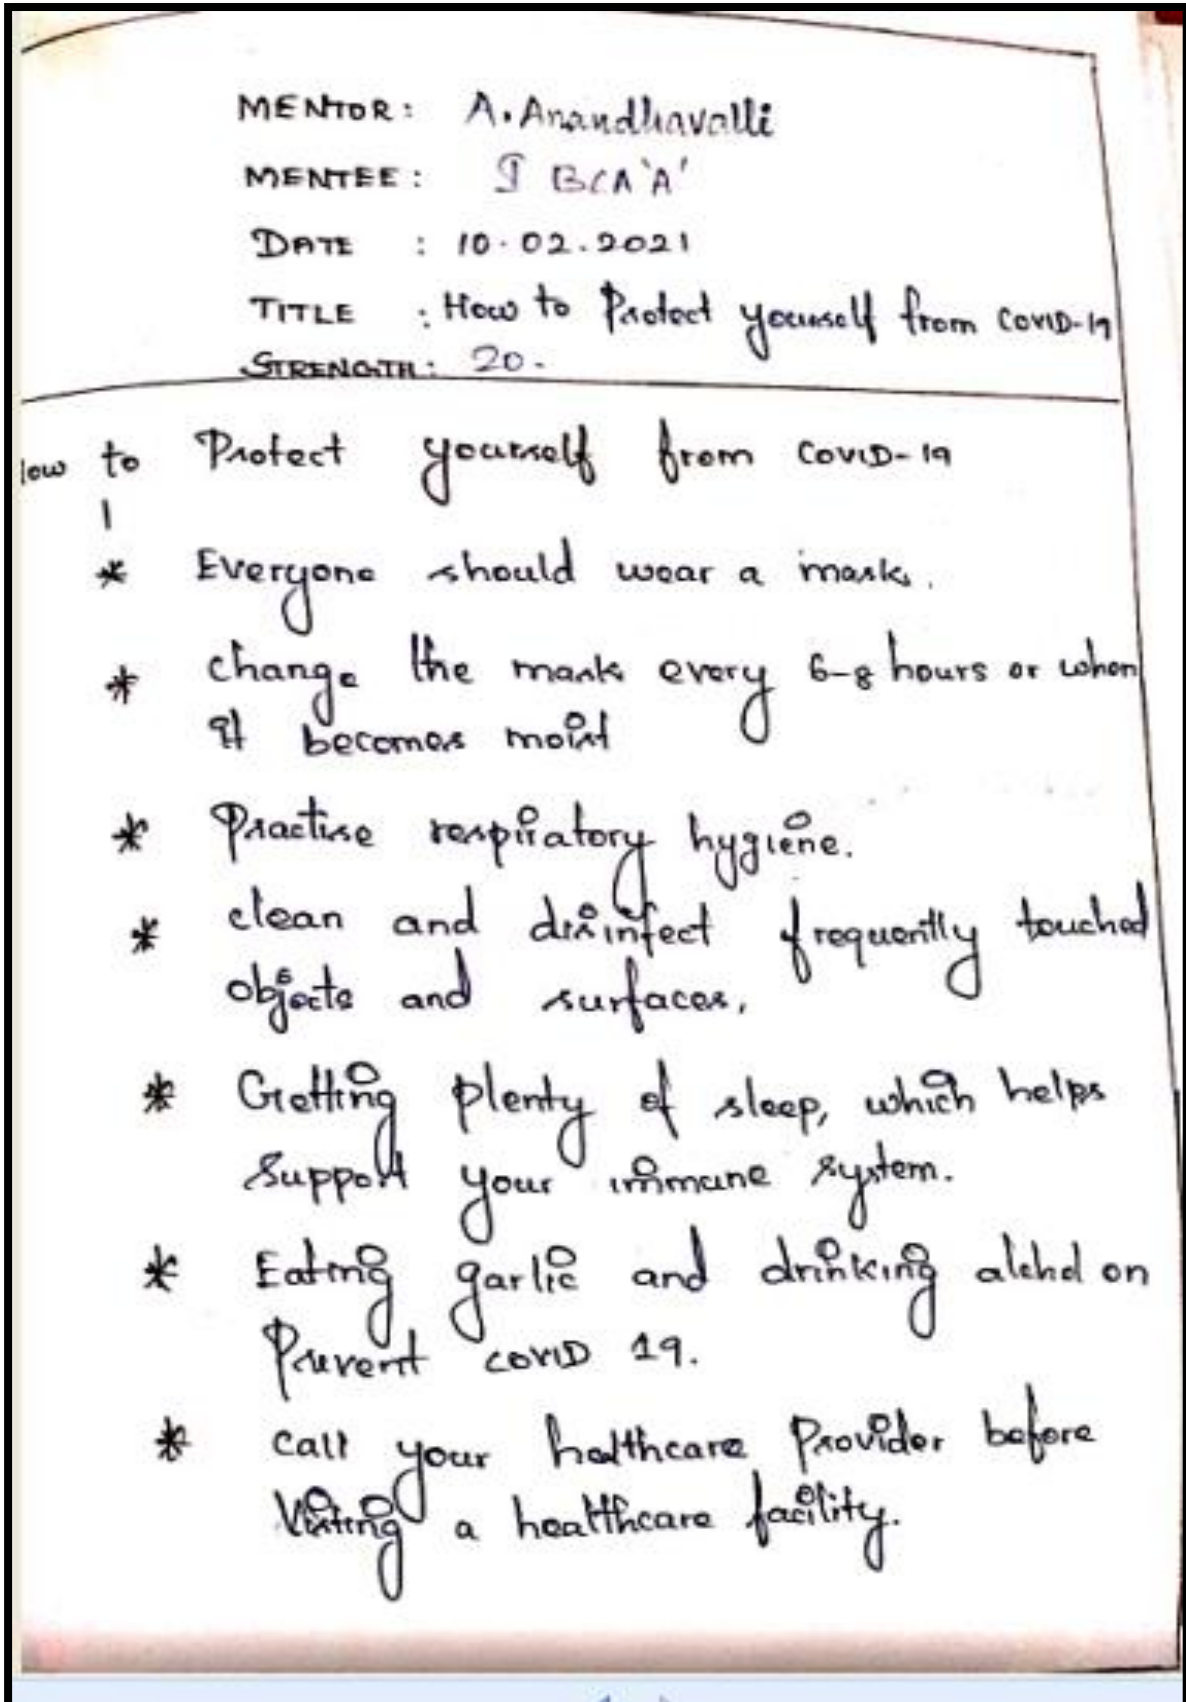 MENTOR: A. Anandhavalli
MENTEE: I BCA 'A'
DATE : 10.02.2021
TITLE : How to Protect yourself from COVID-19
STRENGTH: 20.
How to Protect yourself from COVID-19
* Everyone should wear a mask.
* change the mask every 6-8 hours or when
it becomes moist
* Practise respiratory hygiene.
* clean and disinfect frequently touched
objects and surfaces.
* Getting plenty of sleep, which helps
support your immune system.
* Eating garlic and drinking on
Prevent COVID 19.
* call your healthcare Provider before
Visiting a healthcare facility.